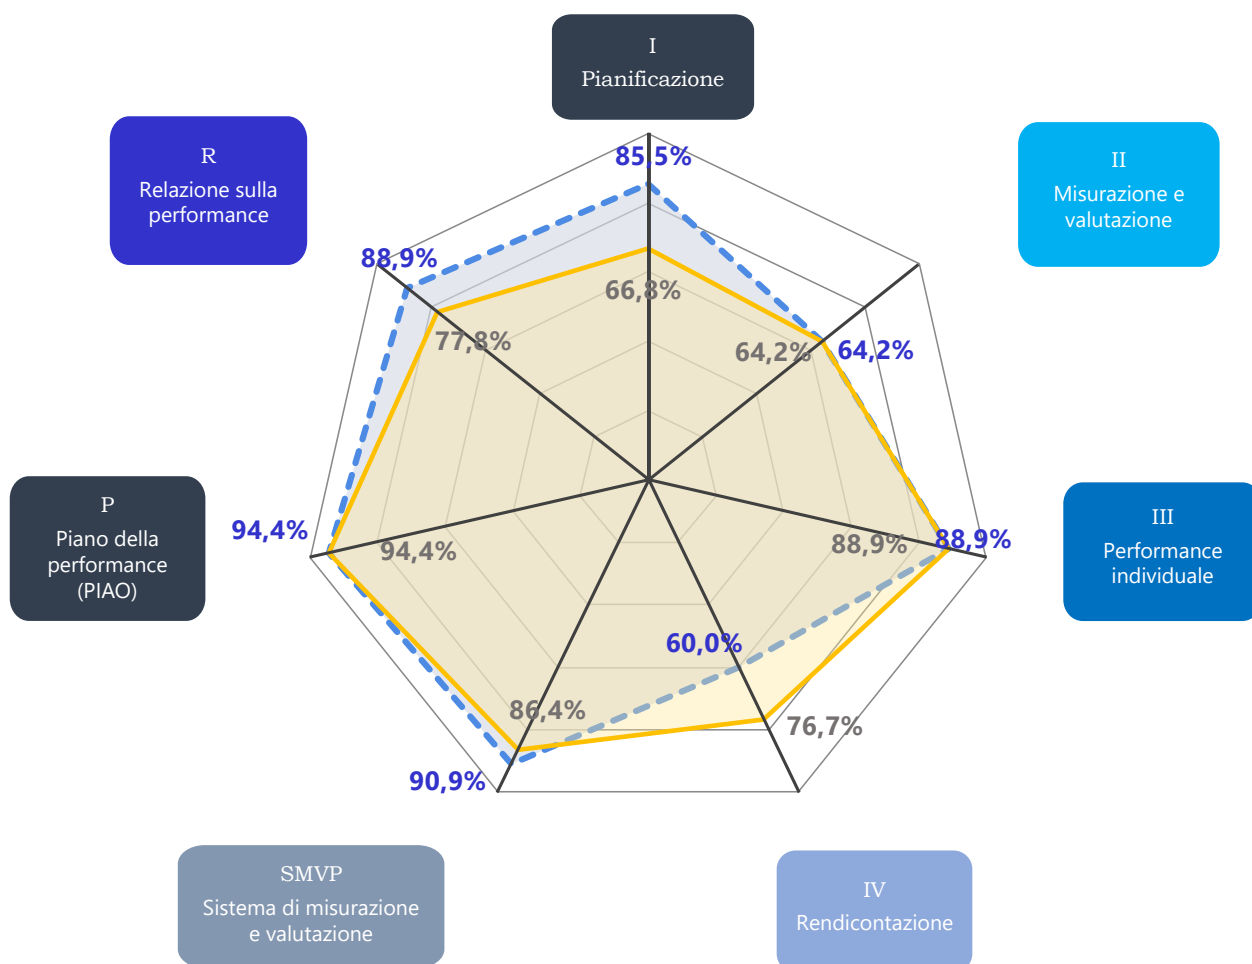 I
Pianificazione
R
Relazione sulla
performance
II
Misurazione e
valutazione
85,5%
88,9%
66,8%
77,8%
64,2%
64,2%
P
Piano della
performance
(PIAO)
94,4%
94,4%
88,9%
88,9%
III
Performance
individuale
60,0%
86,4%
76,7%
90,9%
SMVP
Sistema di misurazione
e valutazione
IV
Rendicontazione